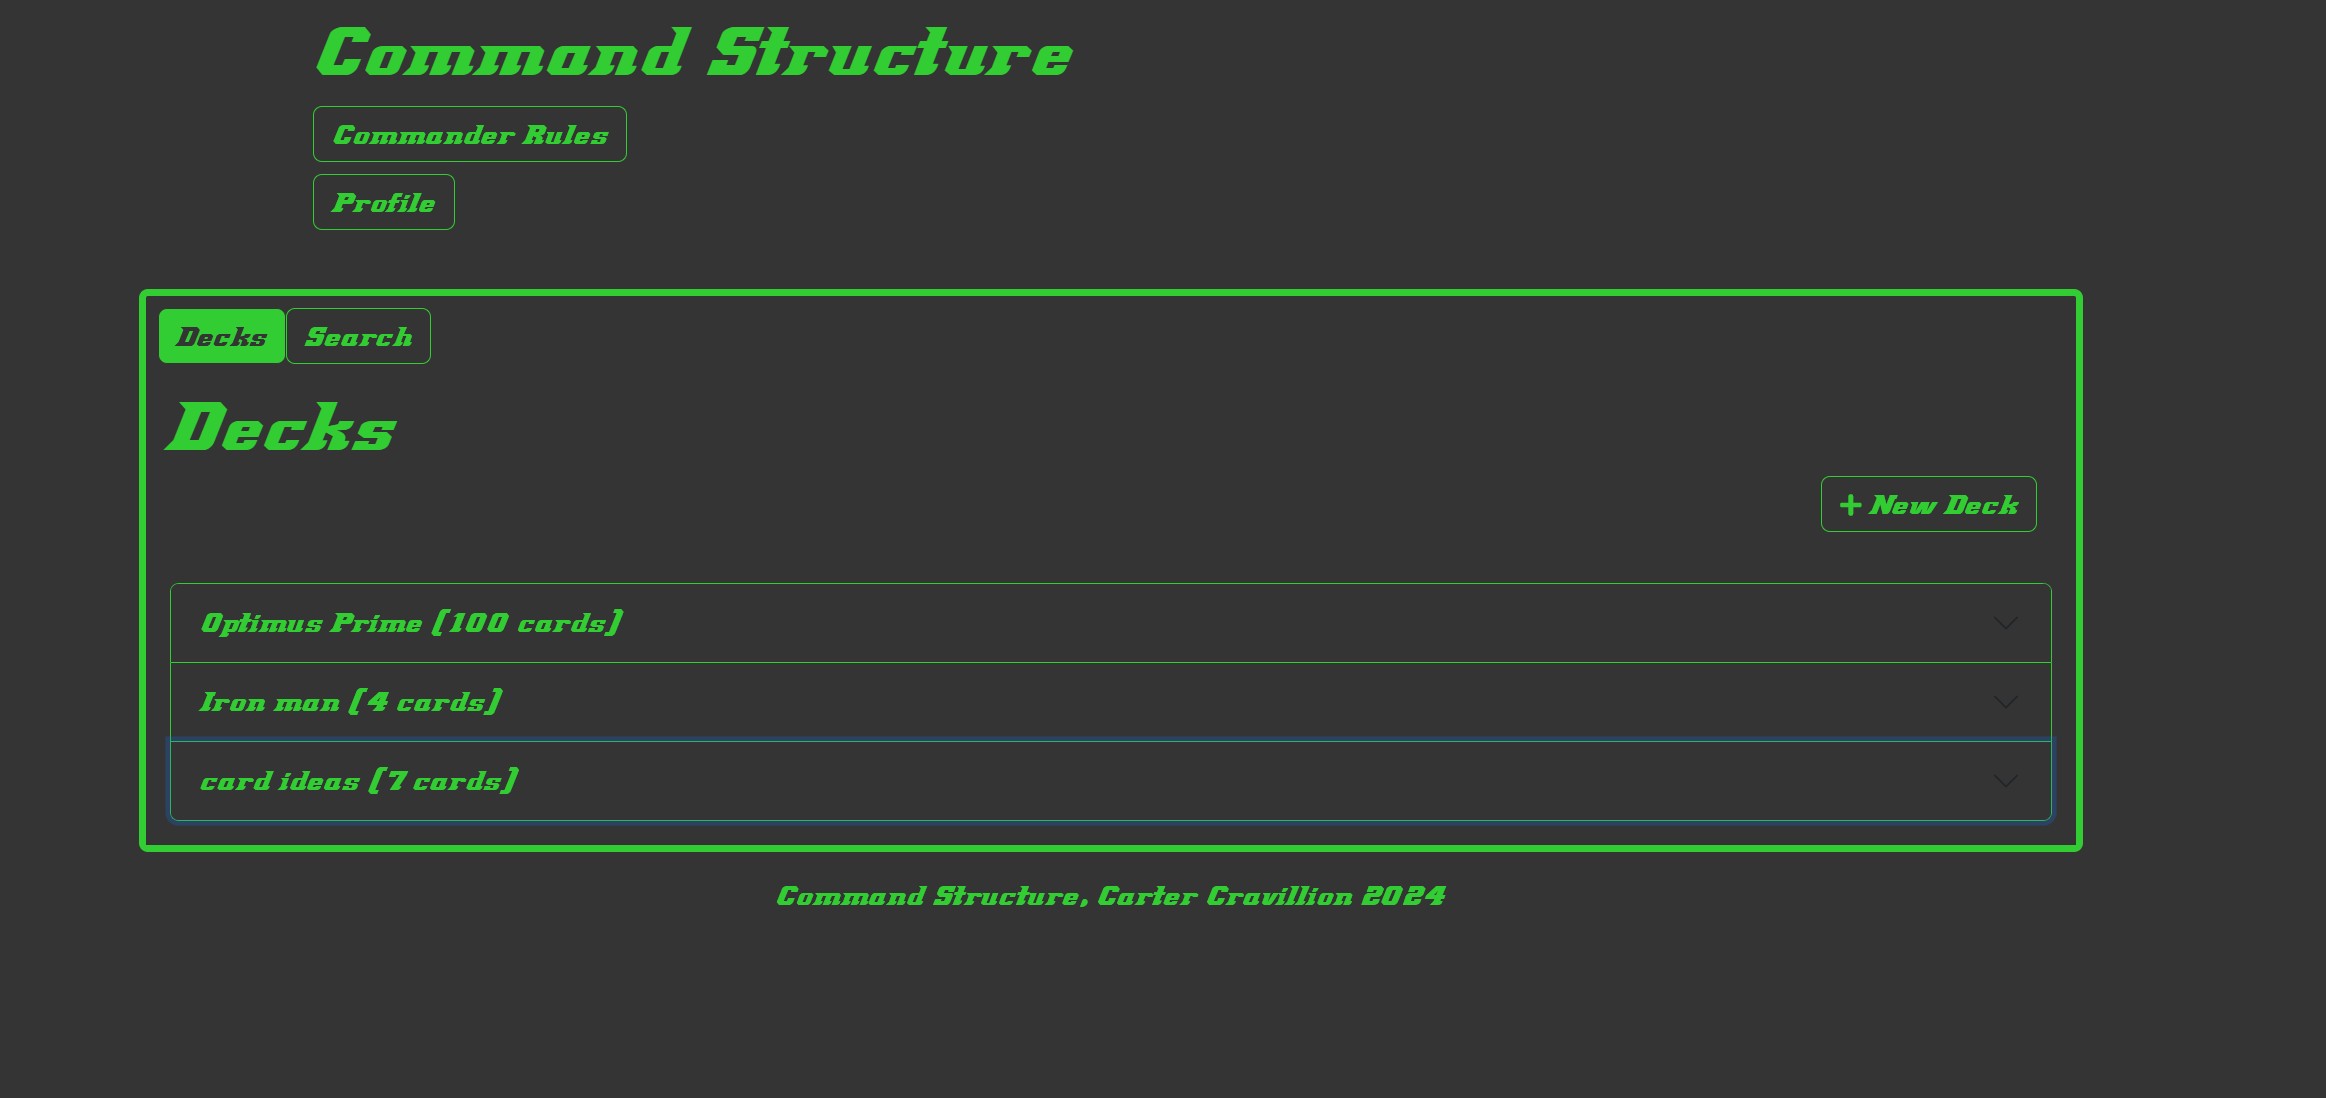 Command Structure
Commander Rules
Profile
Decks Search
Decks
+ New Deck
Optimus Prime (100 cards)
Iron man (4 cards)
card ideas (7 cards)
Command Structure, Carter Cravillion 2024